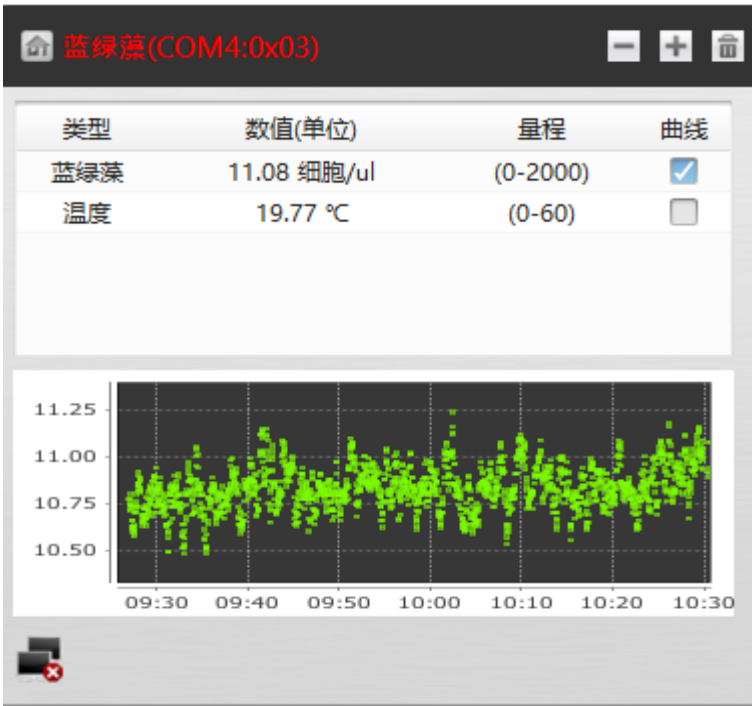 蓝绿藻(COM4:0x03)
类型 数值(单位) 量程 曲线
蓝绿藻 11.08 细胞/ul (0-2000)
温度 19.77 ℃ (0-60)
11.25
11.00
10.75
10.50
09:30 09:40 09:50 10:00 10:10 10:20 10:30